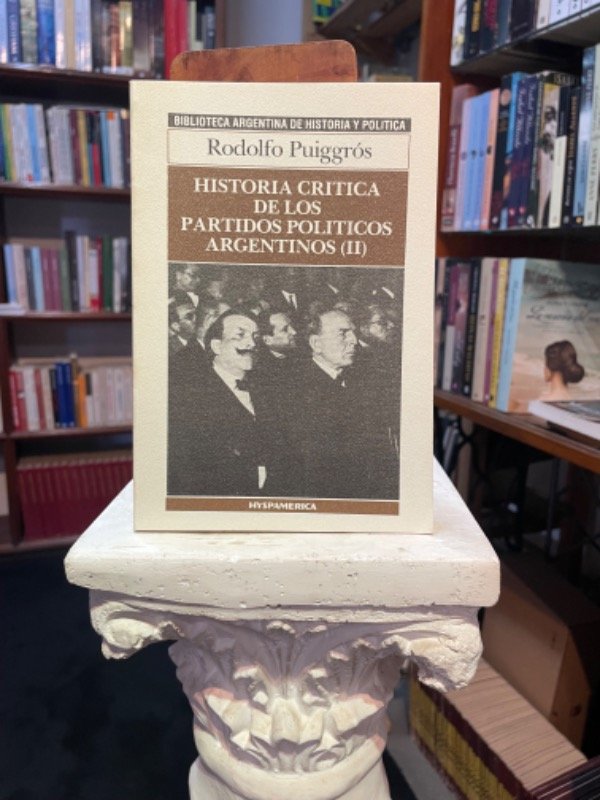 BIBLIOTECA ARGENTINA DE HISTORIA Y POLITICA
Rodolfo Puiggrós
HISTORIA CRITICA
DE LOS
PARTIDOS POLITICOS
ARGENTINOS (II)
HYSPAMERICA